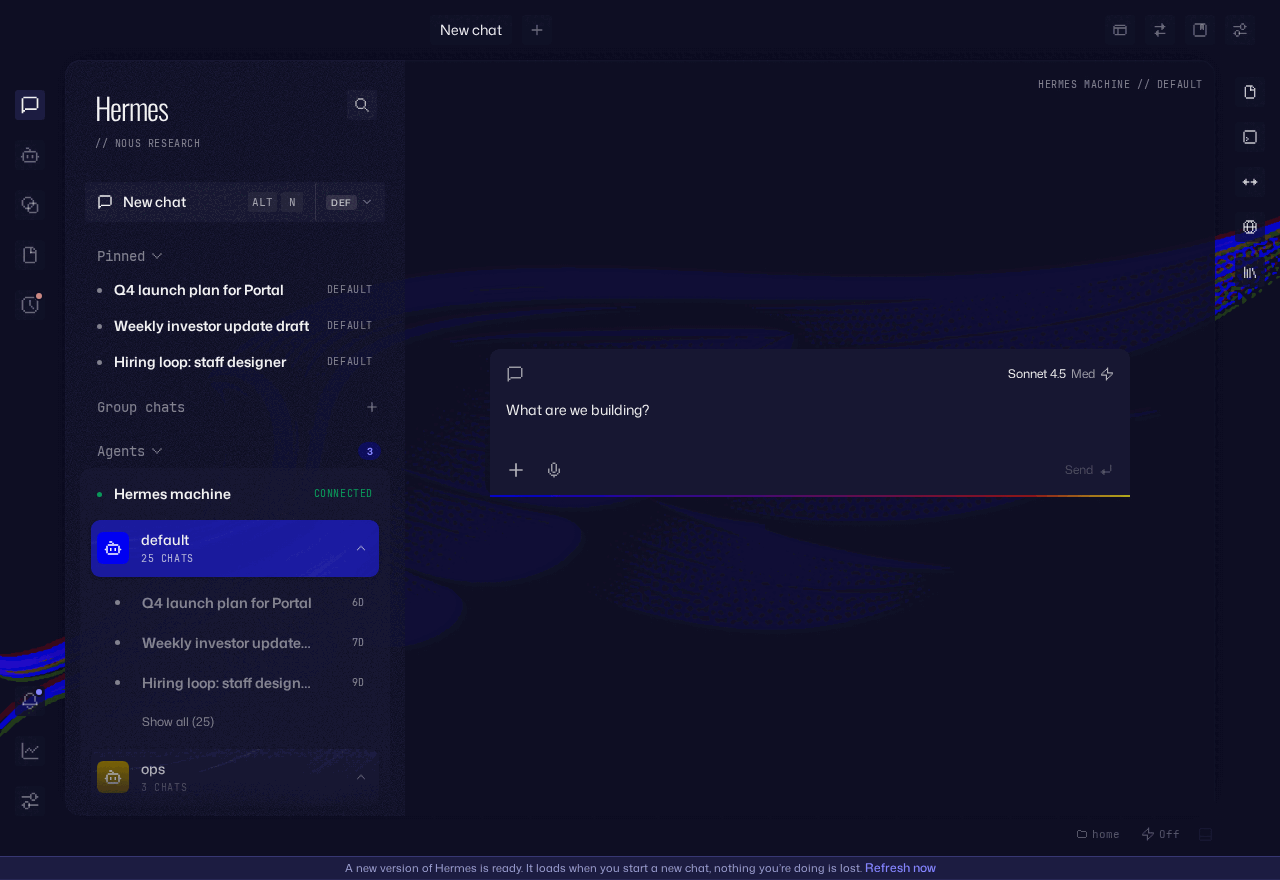 New chat
HERMES MACHINE // DEFAULT
Hermes
// NOUS RESEARCH
New chat ALT N DEF
Pinned
Q4 launch plan for Portal DEFAULT
Weekly investor update draft DEFAULT
Hiring loop: staff designer DEFAULT
Group chats
Agents 3
Hermes machine CONNECTED
default
25 CHATS
Q4 launch plan for Portal 6D
Weekly investor update... 7D
Hiring loop: staff design... 9D
Show all (25)
ops
3 CHATS
Sonnet 4.5 Med
What are we building?
Send
home Off
A new version of Hermes is ready. It loads when you start a new chat, nothing you're doing is lost. Refresh now